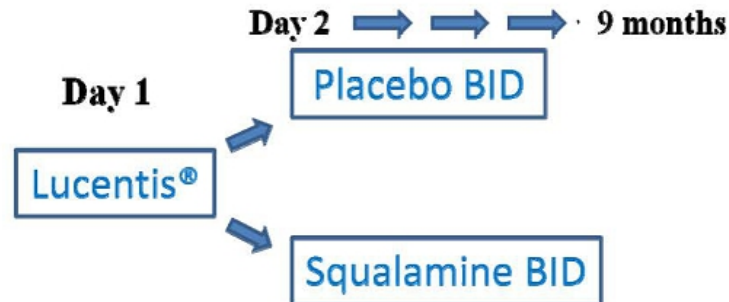 Day 2 9 months
Day 1
Placebo BID
Lucentis®
Squalamine BID